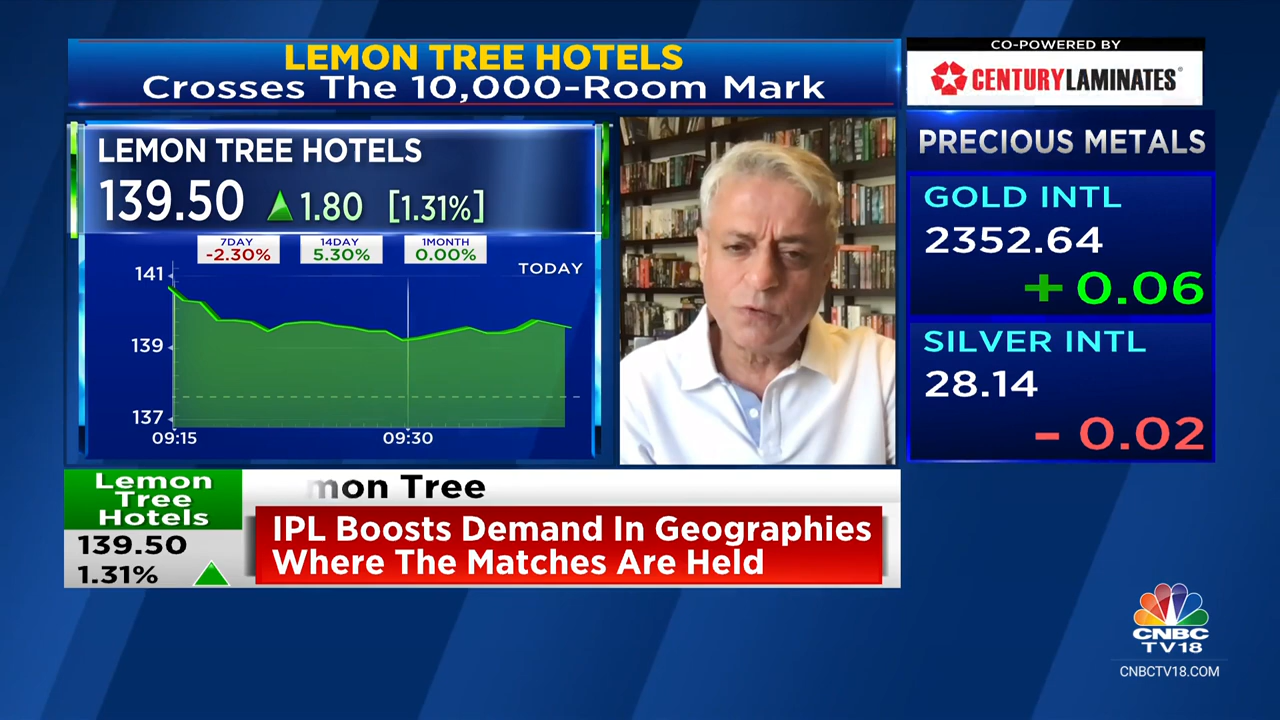 LEMON TREE HOTELS
Crosses The 10,000-Room Mark
CO-POWERED BY
CENTURYLAMINATES®
LEMON TREE HOTELS
139.50 ▲ 1.80 [1.31%]
7DAY
-2.30%
14DAY
5.30%
1MONTH
0.00%
TODAY
141
139
137
09:15
09:30
PRECIOUS METALS
GOLD INTL
2352.64
+ 0.06
SILVER INTL
28.14
- 0.02
Lemon
Tree
Hotels
139.50
1.31% ▲
mon Tree
IPL Boosts Demand In Geographies
Where The Matches Are Held
CNBC
TV18
CNBCTV18.COM